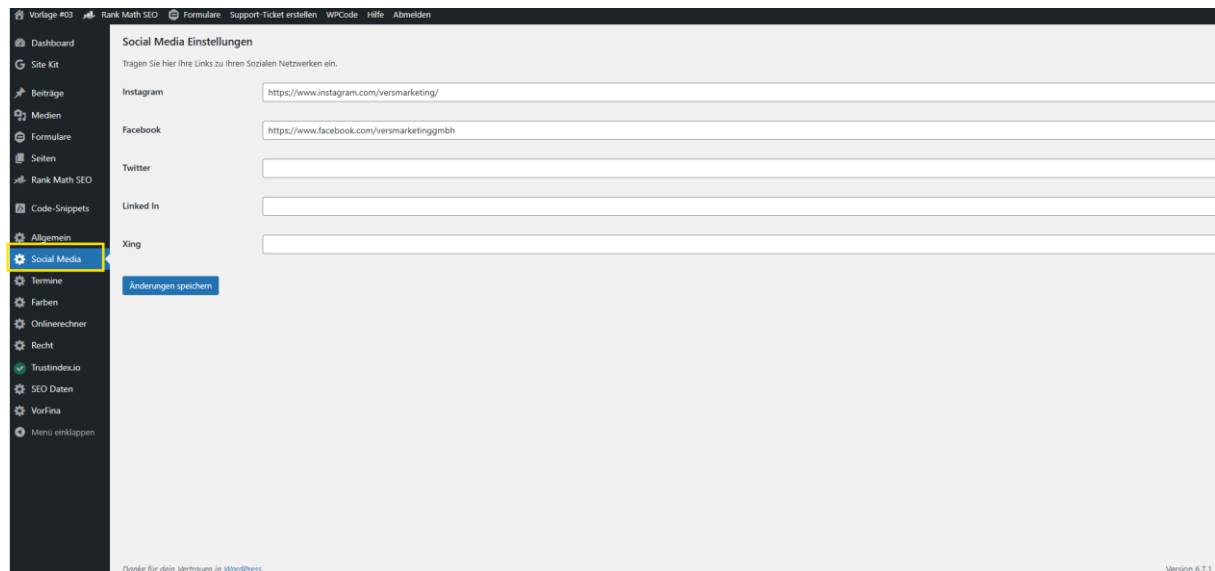 Vorlage #03 Rank Math SEO Formulare Support-Ticket erstellen WPCode Hilfe Abmelden
Dashboard
Site Kit
Beiträge
Medien
Formulare
Seiten
Rank Math SEO
Code-Snippets
Allgemein
Social Media
Termine
Farben
Onlinerechner
Recht
Trustindex.io
SEO Daten
VorFina
Menü einklappen
Social Media Einstellungen
Tragen Sie hier Ihre Links zu Ihren Sozialen Netzwerken ein.
Instagram https://www.instagram.com/versmarketing/
Facebook https://www.facebook.com/versmarketinggmbh
Twitter
Linked In
Xing
Änderungen speichern
Danke für dein Vertrauen in WordPress.
Version 6.7.1